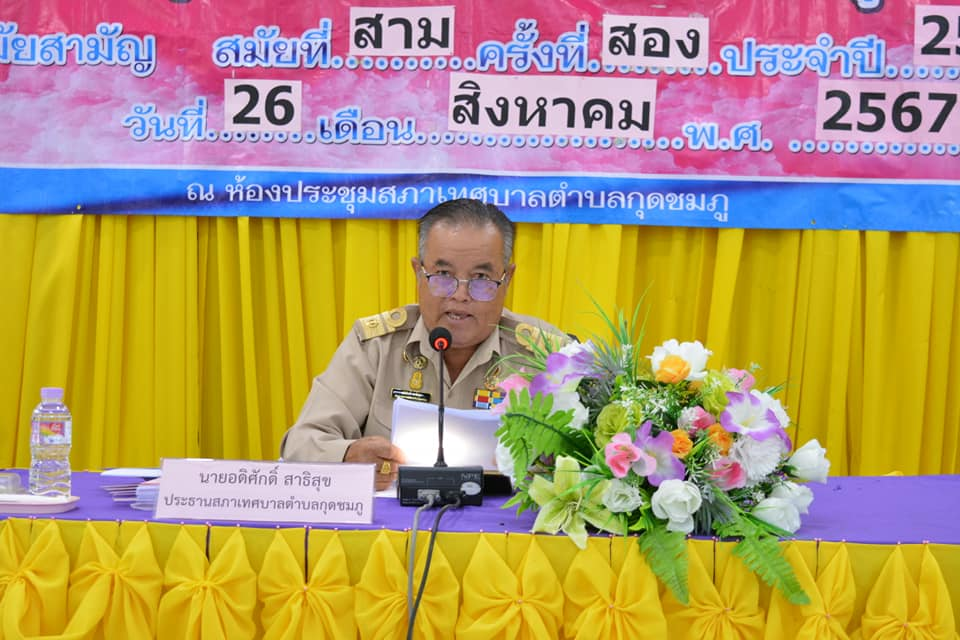 มัยสามัญ สมัยที่ สาม ครั้งที่ สอง ประจำปี 25
วันที่ 26 เดือน สิงหาคม พ.ศ. 2567
ณ ห้องประชุมสภาเทศบาลตำบลกุดชมภู
นายอดิศักดิ์ สาธิสุข
ประธานสภาเทศบาลตำบลกุดชมภู